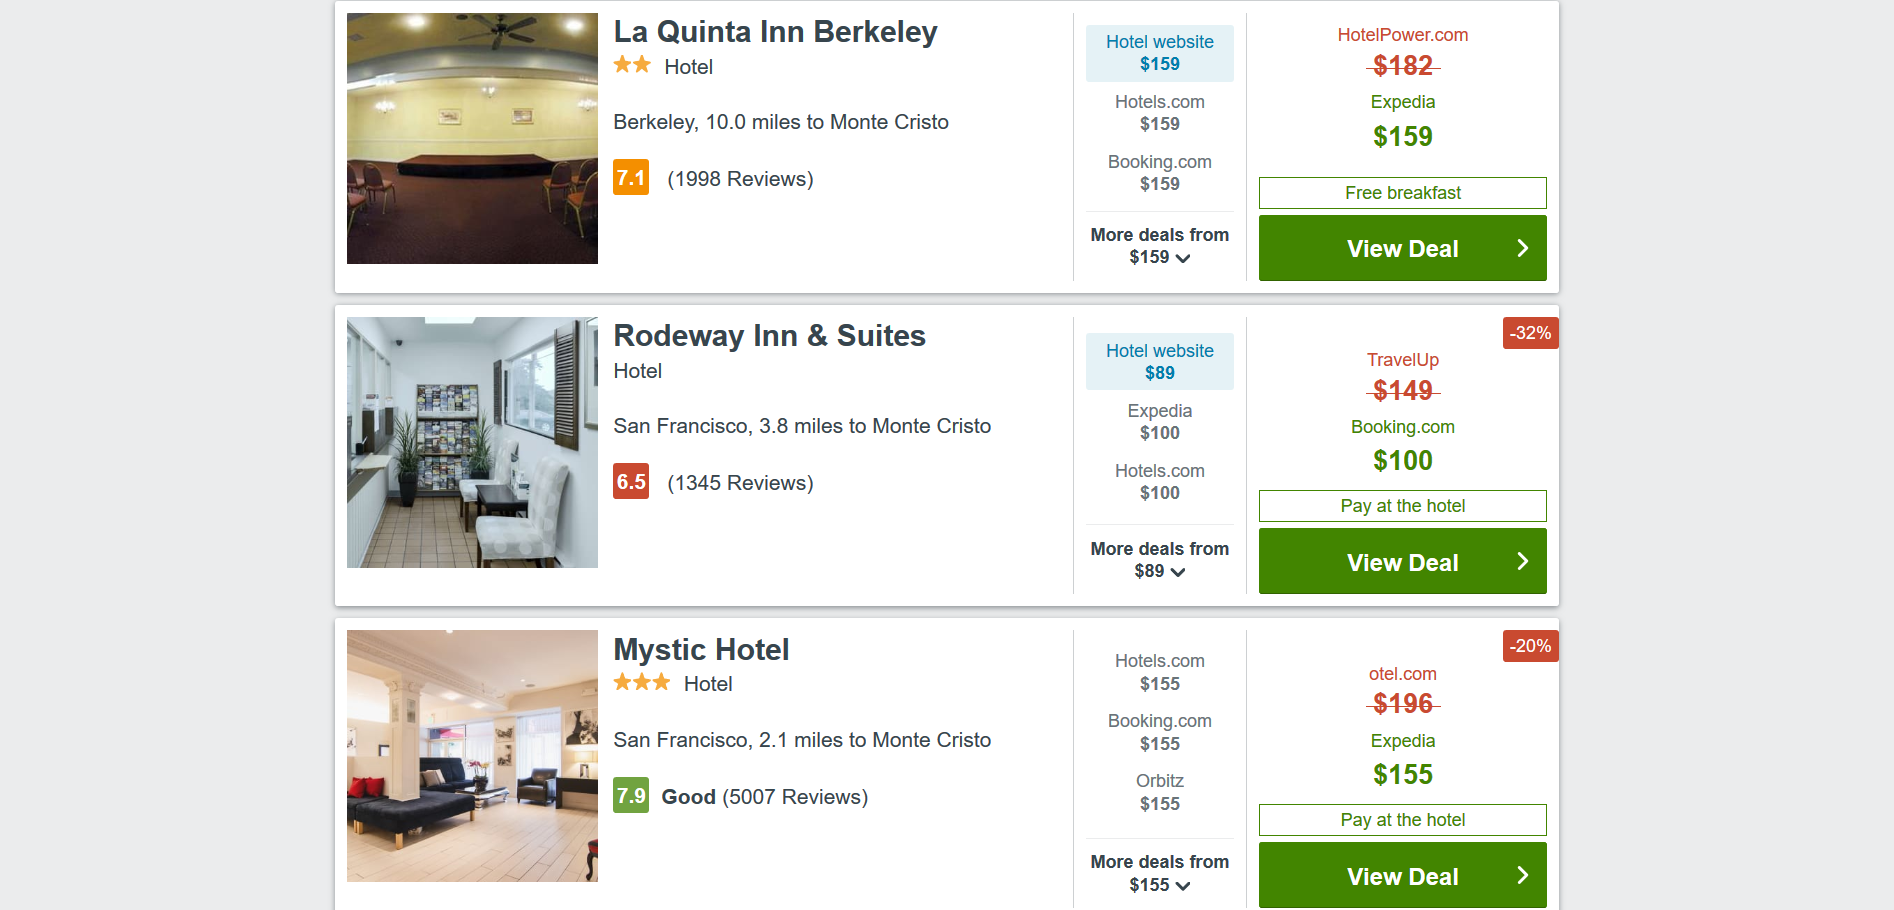 La Quinta Inn Berkeley
Hotel
Berkeley, 10.0 miles to Monte Cristo
7.1 (1998 Reviews)
Hotel website
$159
Hotels.com
$159
Booking.com
$159
More deals from
$159
HotelPower.com
$182
Expedia
$159
Free breakfast
View Deal
Rodeway Inn & Suites
Hotel
San Francisco, 3.8 miles to Monte Cristo
6.5 (1345 Reviews)
Hotel website
$89
Expedia
$100
Hotels.com
$100
More deals from
$89
-32%
TravelUp
$149
Booking.com
$100
Pay at the hotel
View Deal
Mystic Hotel
Hotel
San Francisco, 2.1 miles to Monte Cristo
7.9 Good (5007 Reviews)
Hotels.com
$155
Booking.com
$155
Orbitz
$155
More deals from
$155
-20%
otel.com
$196
Expedia
$155
Pay at the hotel
View Deal